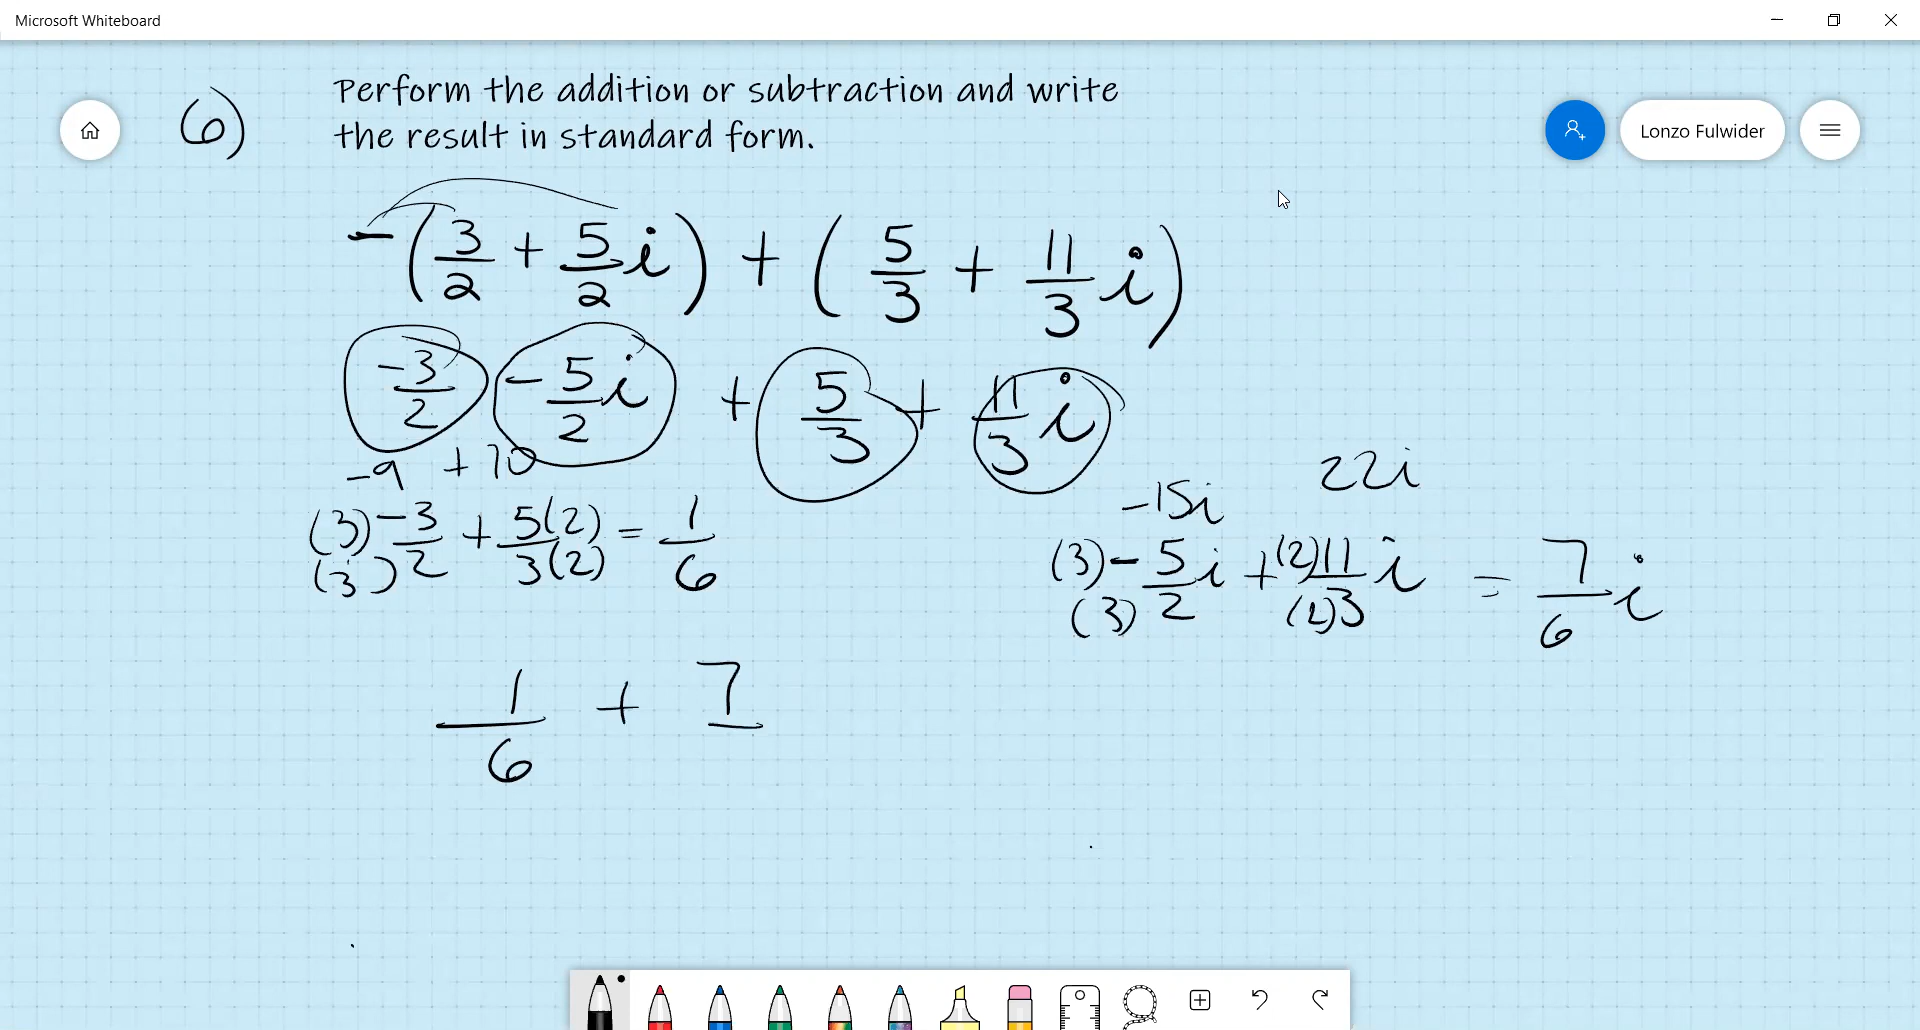 Microsoft Whiteboard
6) Perform the addition or subtraction and write
the result in standard form.
Lonzo Fulwider
-(3/2 + 5/2 i) + (5/3 + 11/3 i)
-3/2 - 5/2 i + 5/3 + 11/3 i
-9 + 10
(3)-3/(3)2 + 5(2)/3(2) = 1/6
-15i 22i
(3)-5/(3)2 i + (2)11/(2)3 i = 7/6 i
1/6 + 7